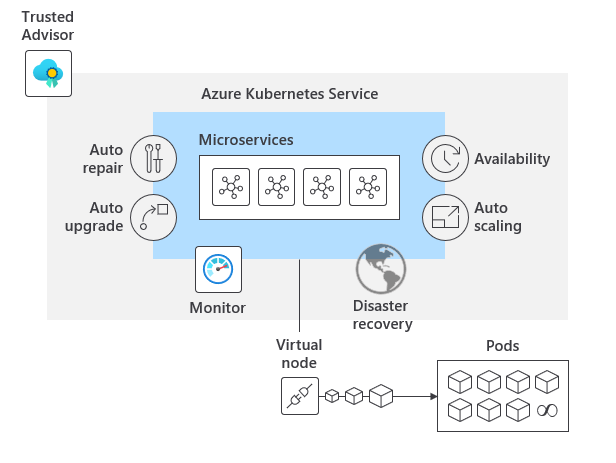 Trusted
Advisor
Azure Kubernetes Service
Microservices
Auto
repair
Availability
Auto
upgrade
Auto
scaling
Monitor
Disaster
recovery
Virtual
node
Pods